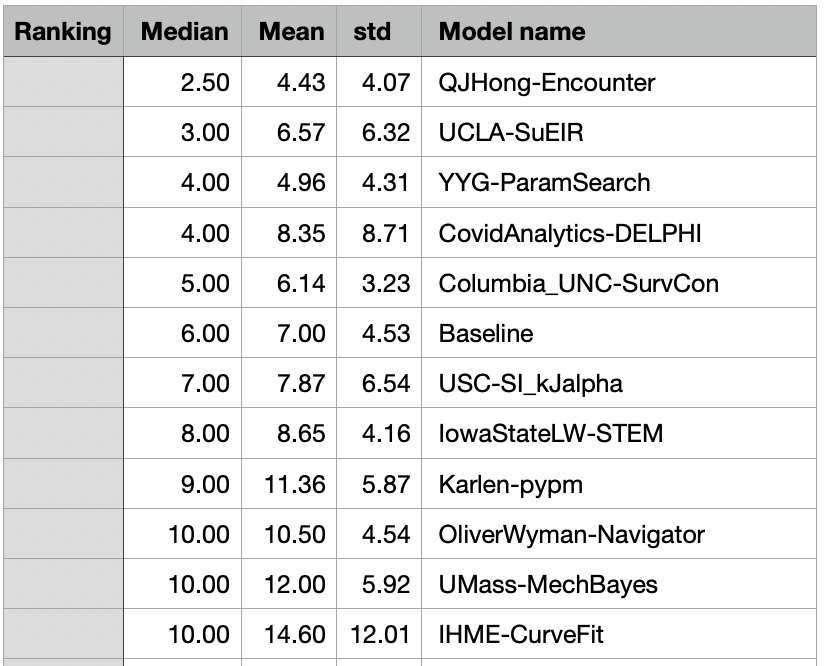 Ranking Median Mean std Model name
2.50 4.43 4.07 QJHong-Encounter
3.00 6.57 6.32 UCLA-SuEIR
4.00 4.96 4.31 YYG-ParamSearch
4.00 8.35 8.71 CovidAnalytics-DELPHI
5.00 6.14 3.23 Columbia_UNC-SurvCon
6.00 7.00 4.53 Baseline
7.00 7.87 6.54 USC-SI_kJalpha
8.00 8.65 4.16 IowaStateLW-STEM
9.00 11.36 5.87 Karlen-pypm
10.00 10.50 4.54 OliverWyman-Navigator
10.00 12.00 5.92 UMass-MechBayes
10.00 14.60 12.01 IHME-CurveFit